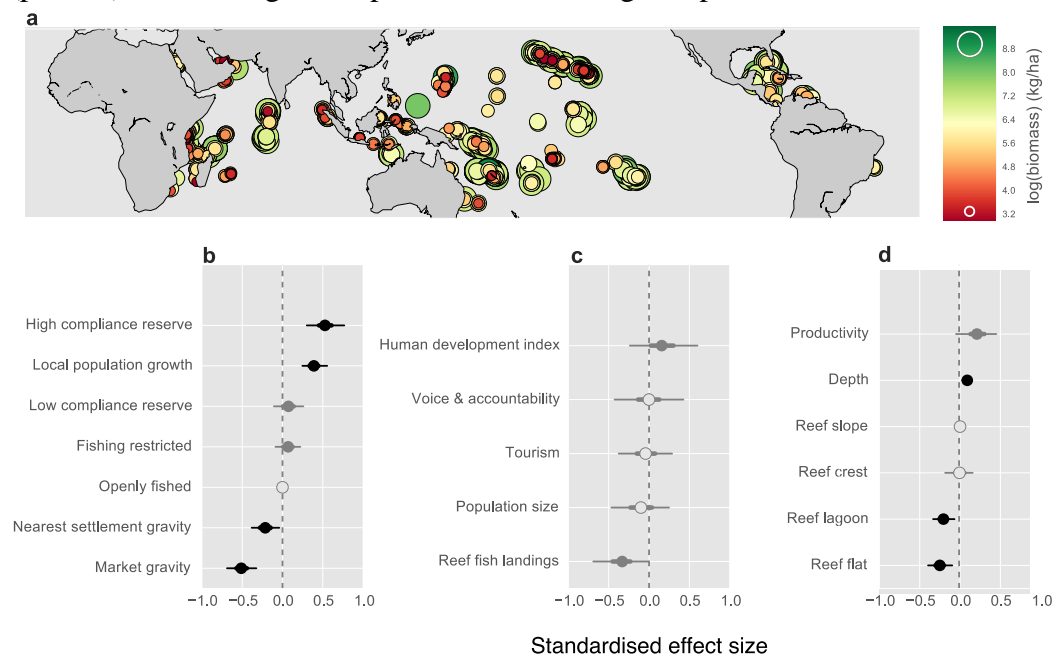 a
8.8
8.0
7.2
6.4
5.6
4.8
4.0
3.2
log(biomass) (kg/ha)
b
High compliance reserve
Local population growth
Low compliance reserve
Fishing restricted
Openly fished
Nearest settlement gravity
Market gravity
−1.0 −0.5 0.0 0.5 1.0
c
Human development index
Voice & accountability
Tourism
Population size
Reef fish landings
−1.0 −0.5 0.0 0.5 1.0
d
Productivity
Depth
Reef slope
Reef crest
Reef lagoon
Reef flat
−1.0 −0.5 0.0 0.5 1.0
Standardised effect size